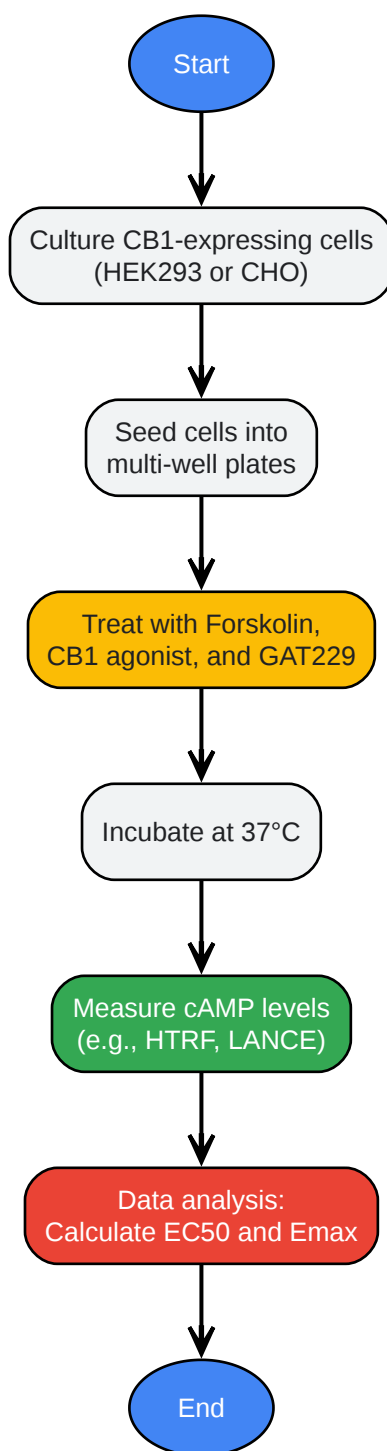 Start
Culture CB1-expressing cells
(HEK293 or CHO)
Seed cells into
multi-well plates
Treat with Forskolin,
CB1 agonist, and GAT229
Incubate at 37°C
Measure cAMP levels
(e.g., HTRF, LANCE)
Data analysis:
Calculate EC50 and Emax
End